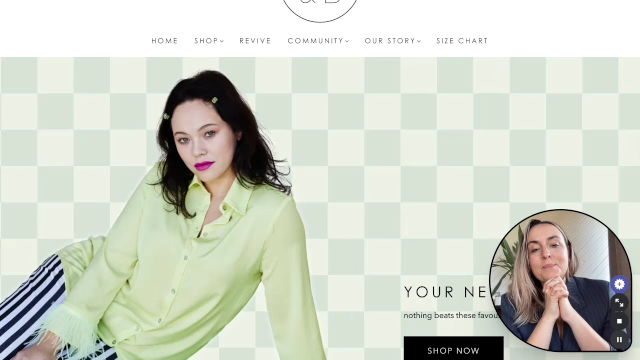 HOME SHOP REVIVE COMMUNITY OUR STORY SIZE CHART
YOUR NE
nothing beats these favou
SHOP NOW